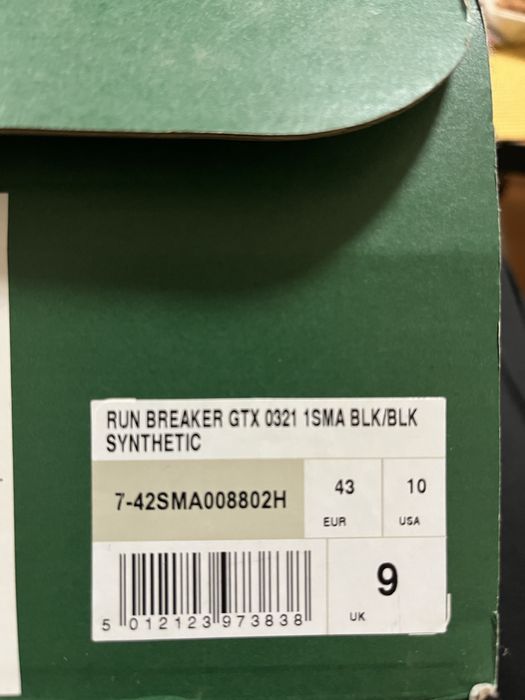 RUN BREAKER GTX 0321 1SMA BLK/BLK
SYNTHETIC
7-42SMA008802H
43
EUR
10
USA
5 012123 973838
9
UK